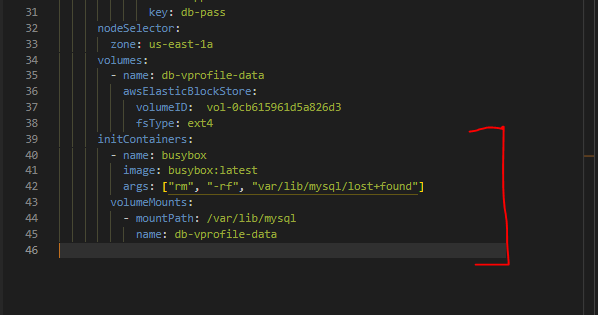 31 key: db-pass
32 nodeSelector:
33 zone: us-east-1a
34 volumes:
35 - name: db-vprofile-data
36 awsElasticBlockStore:
37 volumeID: vol-0cb615961d5a826d3
38 fsType: ext4
39 initContainers:
40 - name: busybox
41 image: busybox:latest
42 args: ["rm", "-rf", "var/lib/mysql/lost+found"]
43 volumeMounts:
44 - mountPath: /var/lib/mysql
45 name: db-vprofile-data
46